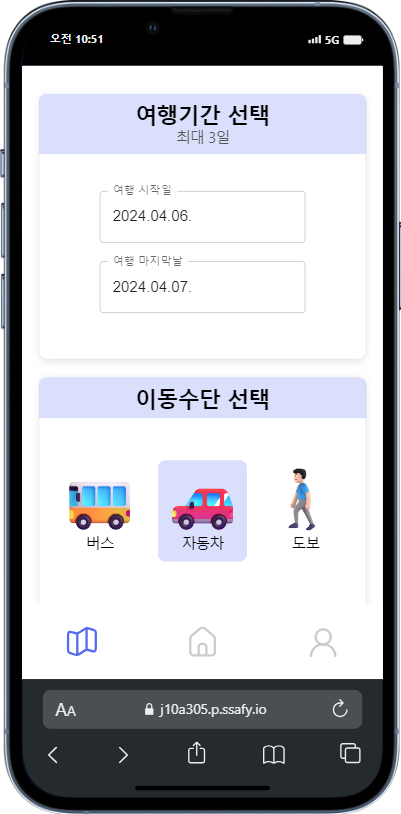 오전 10:51
5G
여행기간 선택
최대 3일
여행 시작일
2024.04.06.
여행 마지막날
2024.04.07.
이동수단 선택
버스 자동차 도보
AA j10a305.p.ssafy.io